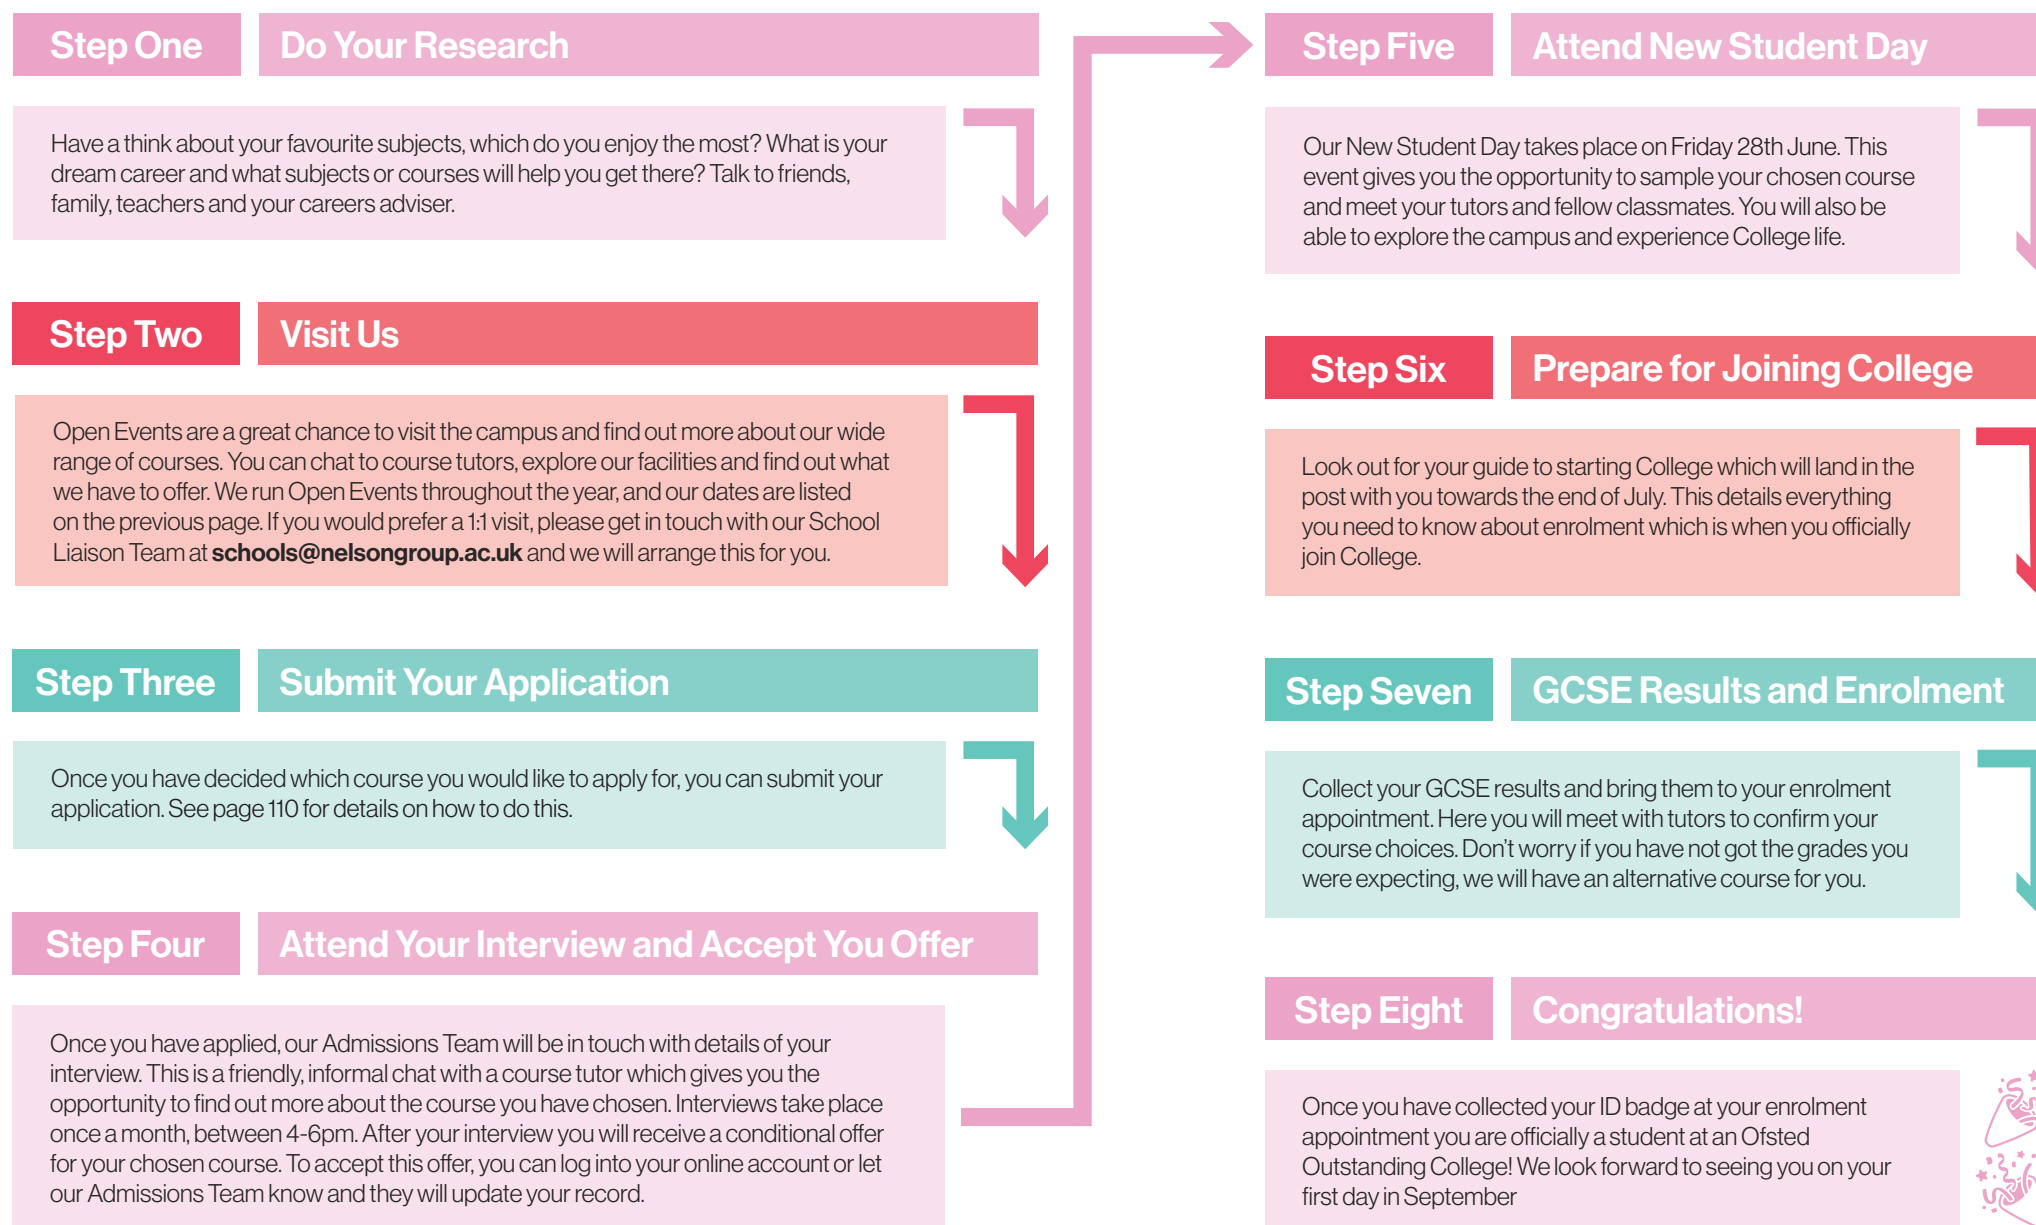 Step One
Do Your Research
Have a think about your favourite subjects, which do you enjoy the most? What is your
dream career and what subjects or courses will help you get there? Talk to friends,
family, teachers and your careers adviser.
Step Two
Visit Us
Open Events are a great chance to visit the campus and find out more about our wide
range of courses. You can chat to course tutors, explore our facilities and find out what
we have to offer. We run Open Events throughout the year, and our dates are listed
on the previous page. If you would prefer a 1:1 visit, please get in touch with our School
Liaison Team at schools@nelsongroup.ac.uk and we will arrange this for you.
Step Three
Submit Your Application
Once you have decided which course you would like to apply for, you can submit your
application. See page 110 for details on how to do this.
Step Four
Attend Your Interview and Accept You Offer
Once you have applied, our Admissions Team will be in touch with details of your
interview. This is a friendly, informal chat with a course tutor which gives you the
opportunity to find out more about the course you have chosen. Interviews take place
once a month, between 4-6pm. After your interview you will receive a conditional offer
for your chosen course. To accept this offer, you can log into your online account or let
our Admissions Team know and they will update your record.
Step Five
Attend New Student Day
Our New Student Day takes place on Friday 28th June. This
event gives you the opportunity to sample your chosen course
and meet your tutors and fellow classmates. You will also be
able to explore the campus and experience College life.
Step Six
Prepare for Joining College
Look out for your guide to starting College which will land in the
post with you towards the end of July. This details everything
you need to know about enrolment which is when you officially
join College.
Step Seven
GCSE Results and Enrolment
Collect your GCSE results and bring them to your enrolment
appointment. Here you will meet with tutors to confirm your
course choices. Don't worry if you have not got the grades you
were expecting, we will have an alternative course for you.
Step Eight
Congratulations!
Once you have collected your ID badge at your enrolment
appointment you are officially a student at an Ofsted
Outstanding College! We look forward to seeing you on your
first day in September